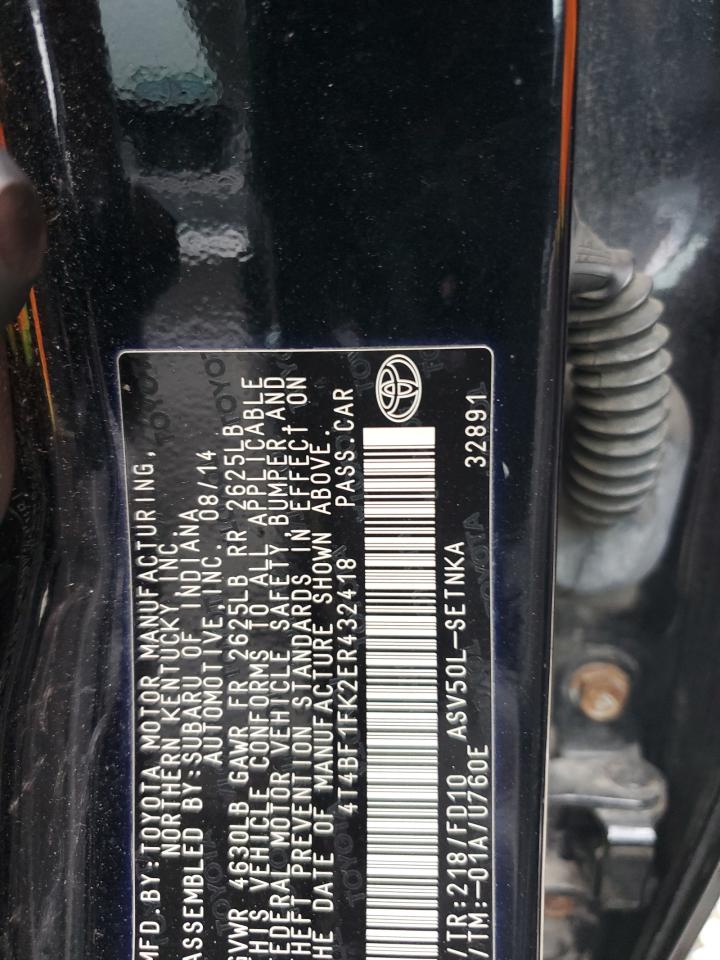 MFD. BY:TOYOTA MOTOR MANUFACTURING,
NORTHERN KENTUCKY INC.
ASSEMBLED BY:SUBARU OF INDIANA
AUTOMOTIVE,INC. 08/14
GVWR 4630LB GAWR FR 2625LB RR 2625LB
THIS VEHICLE CONFORMS TO ALL APPLICABLE
FEDERAL MOTOR VEHICLE SAFETY,BUMPER,AND
THEFT PREVENTION STANDARDS IN EFFECT ON
THE DATE OF MANUFACTURE SHOWN ABOVE.
4T4BF1FK2ER432418 PASS.CAR
/TR:218/FD10 ASV50L-SETNKA
/TM:-01A/U760E 32891